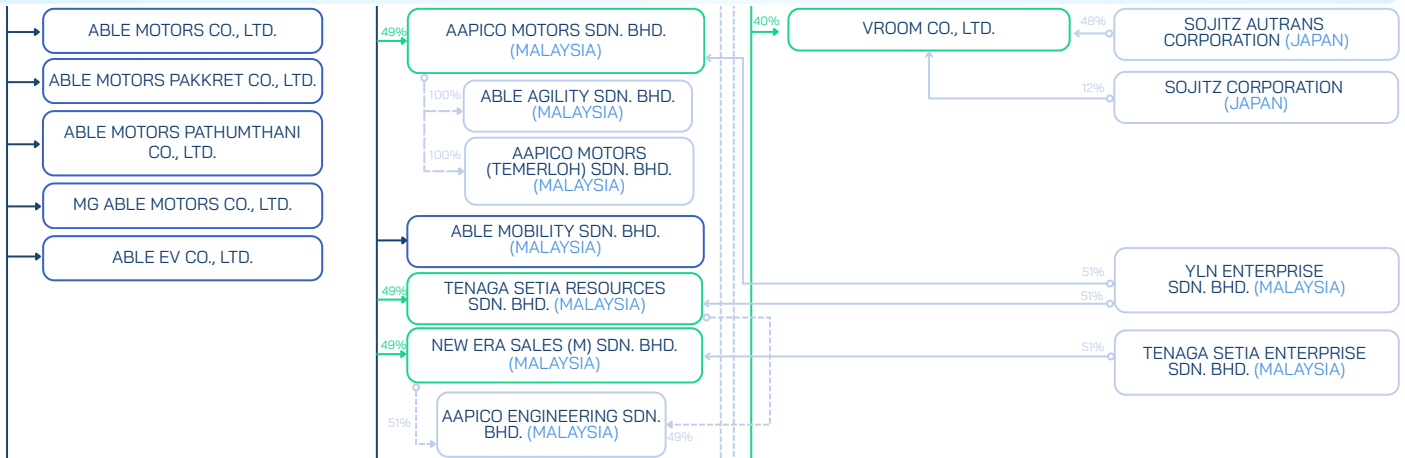 ABLE MOTORS CO., LTD.
ABLE MOTORS PAKKRET CO., LTD.
ABLE MOTORS PATHUMTHANI
CO., LTD.
MG ABLE MOTORS CO., LTD.
ABLE EV CO., LTD.
49%
AAPICO MOTORS SDN. BHD.
(MALAYSIA)
100%
ABLE AGILITY SDN. BHD.
(MALAYSIA)
100%
AAPICO MOTORS
(TEMERLOH) SDN. BHD.
(MALAYSIA)
ABLE MOBILITY SDN. BHD.
(MALAYSIA)
49%
TENAGA SETIA RESOURCES
SDN. BHD. (MALAYSIA)
49%
NEW ERA SALES (M) SDN. BHD.
(MALAYSIA)
51%
AAPICO ENGINEERING SDN.
BHD. (MALAYSIA)
49%
40%
VROOM CO., LTD.
48%
SOJITZ AUTRANS
CORPORATION (JAPAN)
12%
SOJITZ CORPORATION
(JAPAN)
51%
51%
YLN ENTERPRISE
SDN. BHD. (MALAYSIA)
51%
TENAGA SETIA ENTERPRISE
SDN. BHD. (MALAYSIA)